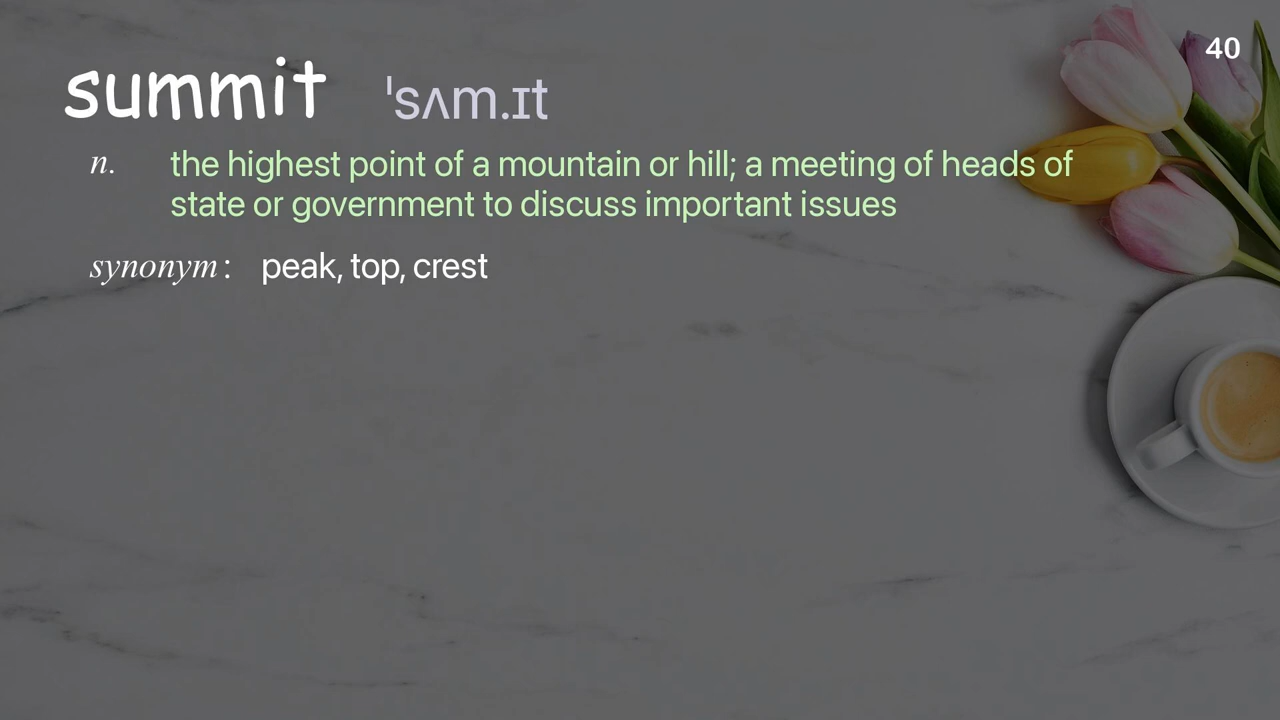 40
summit ˈsʌm.ɪt
n. the highest point of a mountain or hill; a meeting of heads of
state or government to discuss important issues
synonym: peak, top, crest